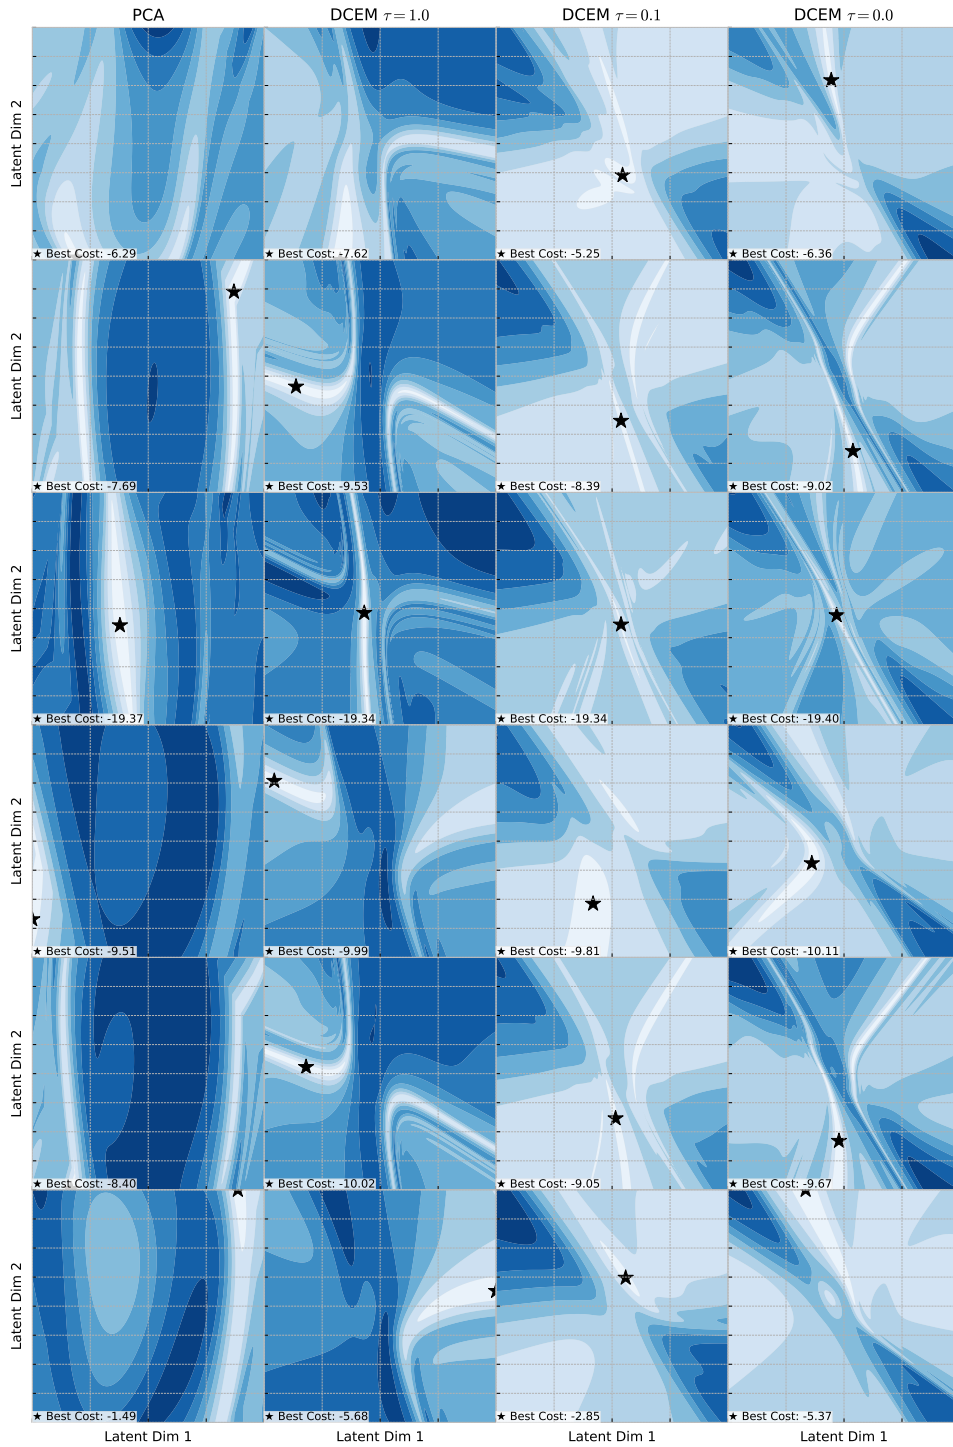 PCA
DCEM τ = 1.0
DCEM τ = 0.1
DCEM τ = 0.0
Latent Dim 2
★ Best Cost: -6.29
★ Best Cost: -7.62
★ Best Cost: -5.25
★ Best Cost: -6.36
Latent Dim 2
★ Best Cost: -7.69
★ Best Cost: -9.53
★ Best Cost: -8.39
★ Best Cost: -9.02
Latent Dim 2
★ Best Cost: -19.37
★ Best Cost: -19.34
★ Best Cost: -19.34
★ Best Cost: -19.40
Latent Dim 2
★ Best Cost: -9.51
★ Best Cost: -9.99
★ Best Cost: -9.81
★ Best Cost: -10.11
Latent Dim 2
★ Best Cost: -8.40
★ Best Cost: -10.02
★ Best Cost: -9.05
★ Best Cost: -9.67
Latent Dim 2
★ Best Cost: -1.49
★ Best Cost: -5.68
★ Best Cost: -2.85
★ Best Cost: -5.37
Latent Dim 1
Latent Dim 1
Latent Dim 1
Latent Dim 1